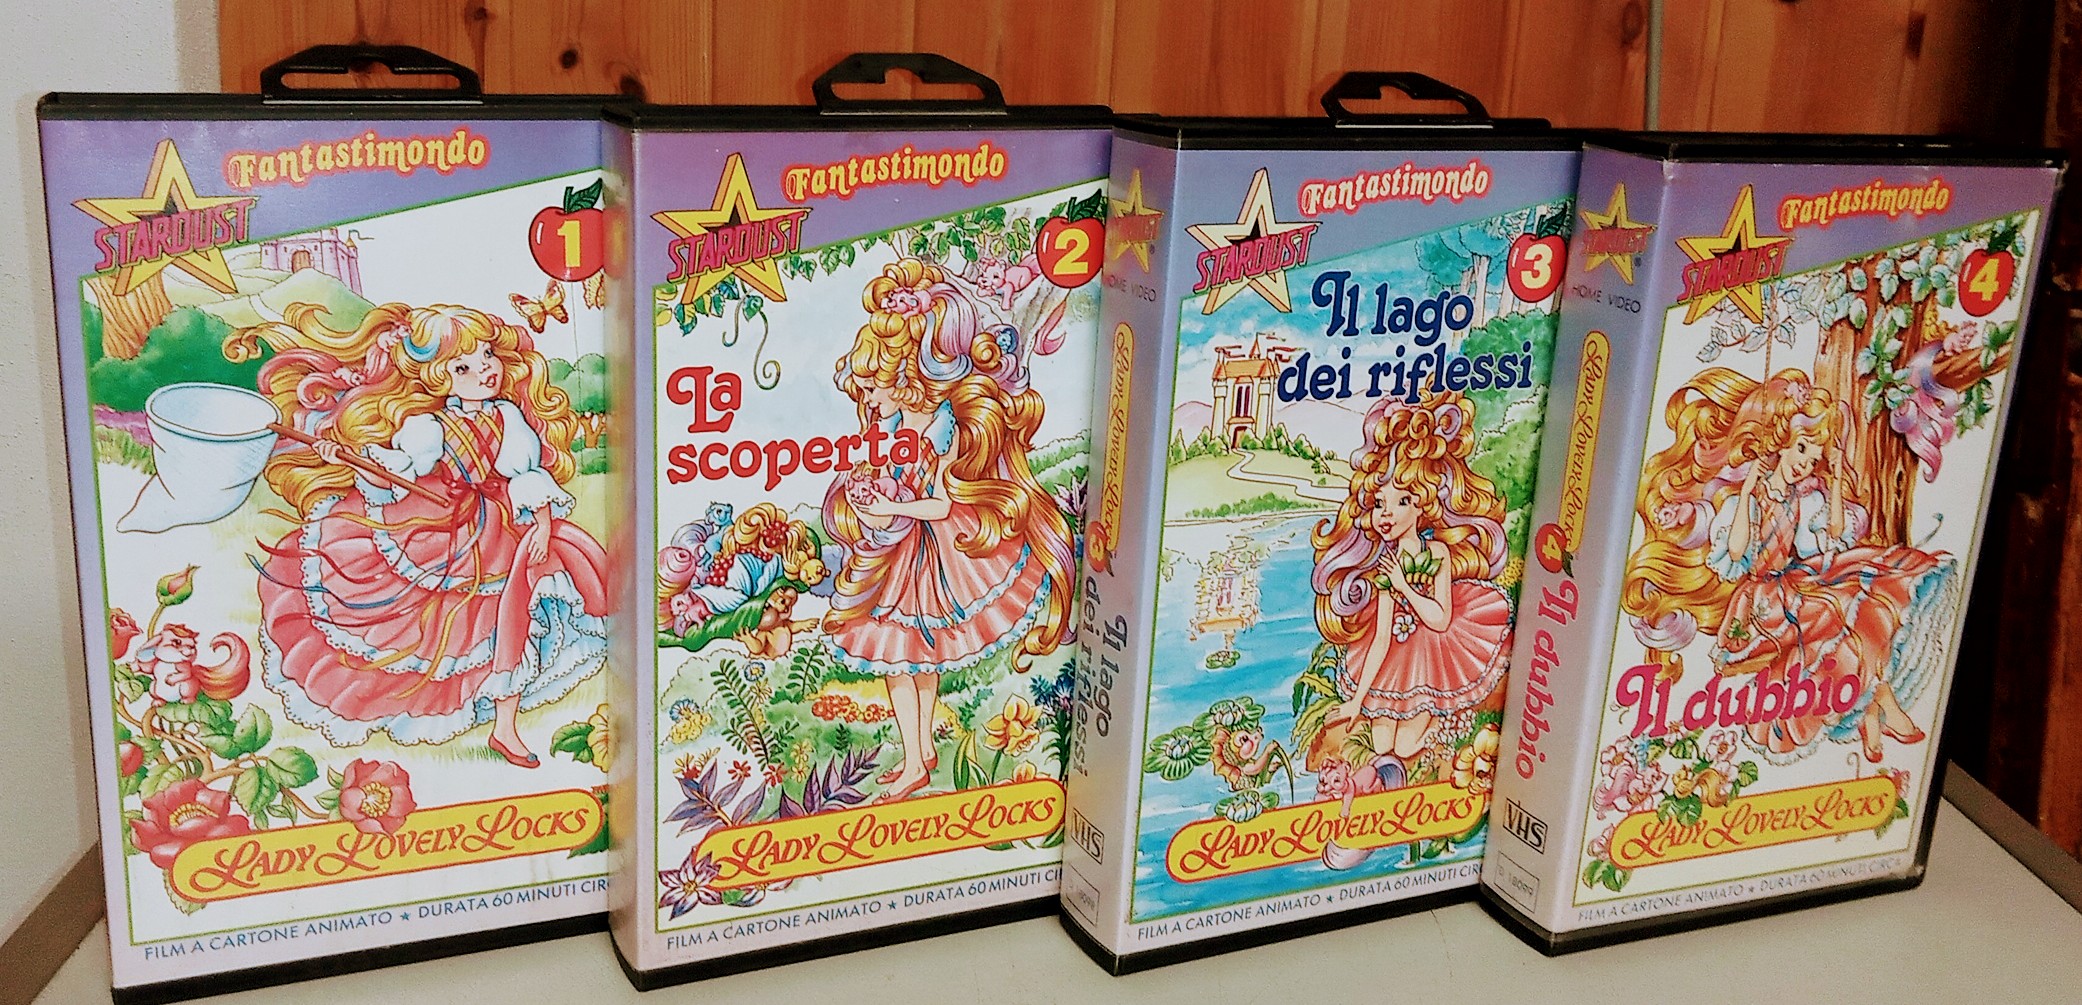 Fantastimondo
STARDUST
1
LADY LOVELY LOCKS
FILM A CARTONE ANIMATO ★ DURATA 60 MINUTI CIRC
Fantastimondo
STARDUST
2
La
scoperta
LADY LOVELY LOCKS
FILM A CARTONE ANIMATO ★ DURATA 60 MINUTI CI
STARDUST
HOME VIDEO
LADY LOVELY LOCKS
3
Il lago
dei riflessi
VHS
Fantastimondo
STARDUST
3
Il lago
dei riflessi
LADY LOVELY LOCKS
FILM A CARTONE ANIMATO ★ DURATA 60 MINUTI CIRC
STARDUST
HOME VIDEO
LADY LOVELY LOCKS
4
Il dubbio
VHS
D. 18099
Fantastimondo
STARDUST
4
Il dubbio
LADY LOVELY LOCKS
FILM A CARTONE ANIMATO ★ DURATA 60 MINUTI CIRCA